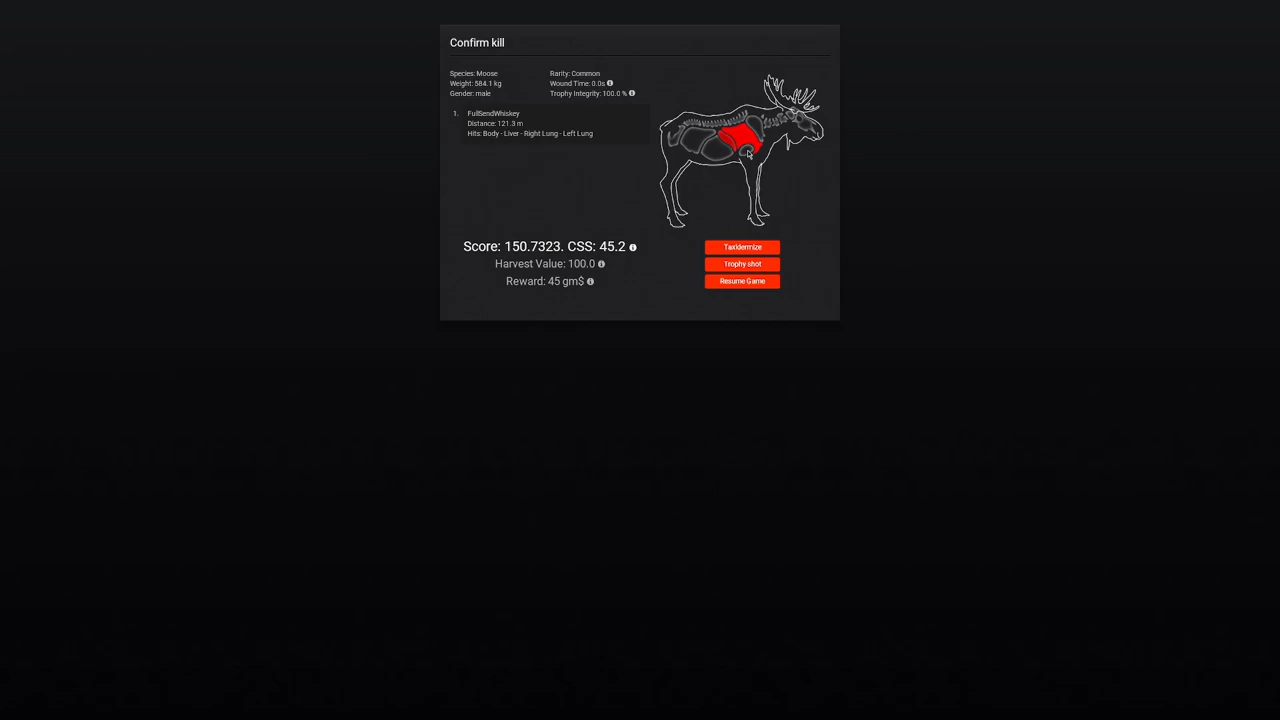 Confirm kill
Species: Moose
Rarity: Common
Weight: 584.1 kg
Wound Time: 0.0s
Gender: male
Trophy Integrity: 100.0 %
1. FullSendWhiskey
Distance: 121.3 m
Hits: Body - Liver - Right Lung - Left Lung
Score: 150.7323. CSS: 45.2
Harvest Value: 100.0
Reward: 45 gm$
Taxidermize
Trophy shot
Resume Game